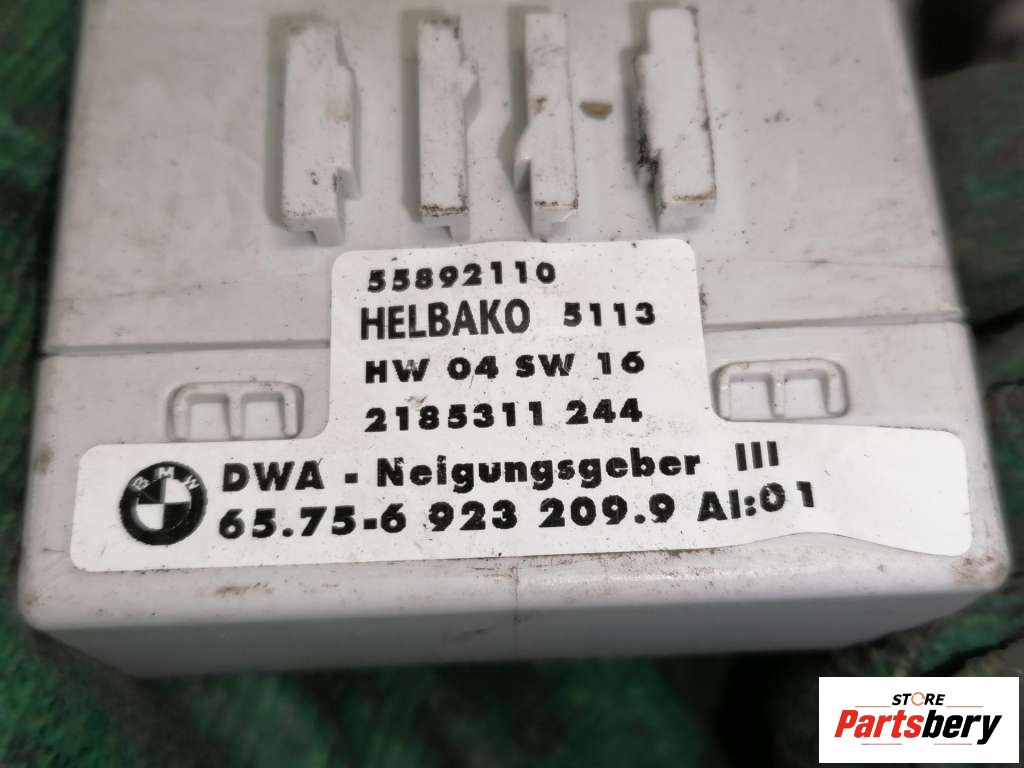 55892110
HELBAKO 5113
HW 04 SW 16
2185311 244
BMW
DWA - Neigungsgeber III
65.75-6 923 209.9 AI:01
STORE
Partsbery